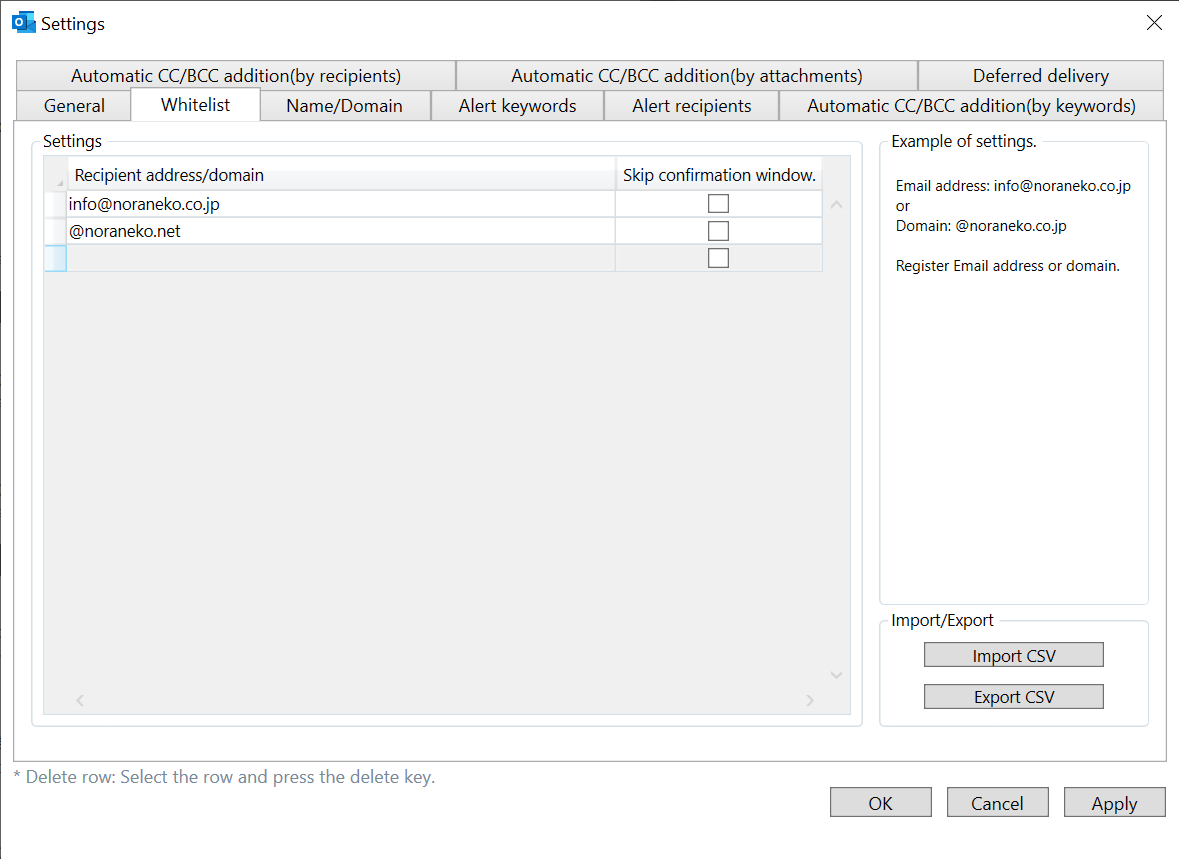 Settings
Automatic CC/BCC addition(by recipients) Automatic CC/BCC addition(by attachments) Deferred delivery
General Whitelist Name/Domain Alert keywords Alert recipients Automatic CC/BCC addition(by keywords)
Settings
Recipient address/domain Skip confirmation window.
info@noraneko.co.jp
@noraneko.net
Example of settings.
Email address: info@noraneko.co.jp
or
Domain: @noraneko.co.jp
Register Email address or domain.
Import/Export
Import CSV
Export CSV
* Delete row: Select the row and press the delete key.
OK Cancel Apply